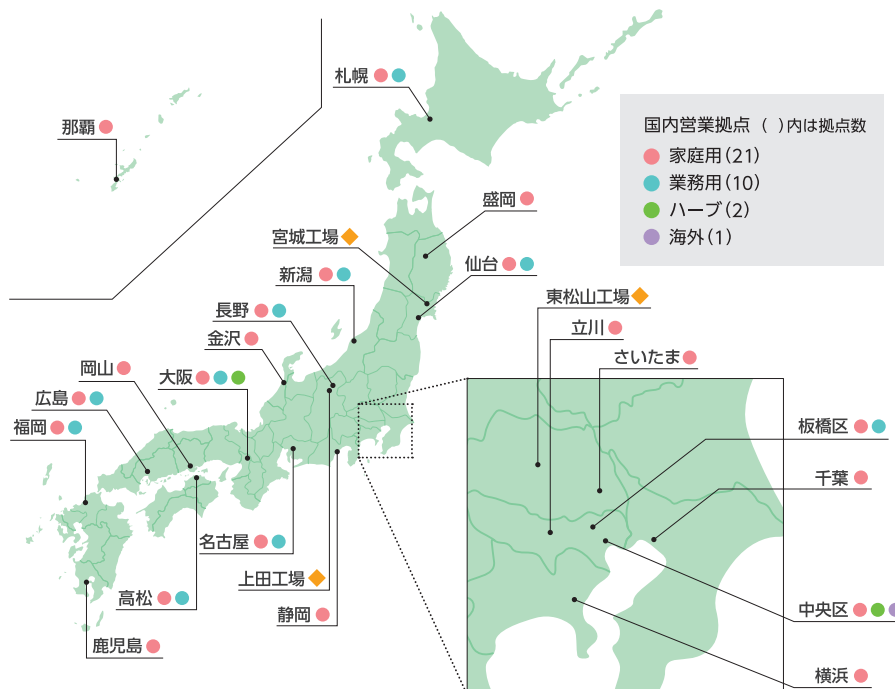 札幌
那覇
国内営業拠点 ( )内は拠点数
家庭用(21)
業務用(10)
ハーブ(2)
海外(1)
盛岡
宮城工場
仙台
新潟
東松山工場
長野
立川
金沢
さいたま
岡山
大阪
広島
板橋区
福岡
千葉
名古屋
上田工場
高松
中央区
静岡
鹿児島
横浜